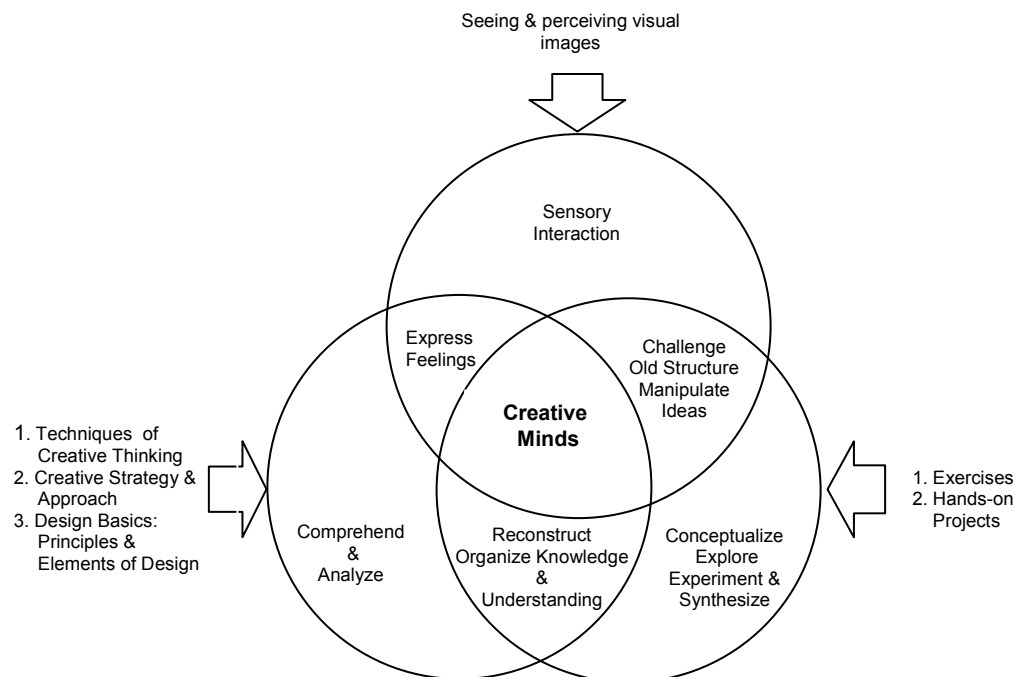 Seeing & perceiving visual
images
Sensory
Interaction
Express
Feelings
Challenge
Old Structure
Manipulate
Ideas
Creative
Minds
1. Techniques of
Creative Thinking
2. Creative Strategy &
Approach
3. Design Basics:
Principles &
Elements of Design
1. Exercises
2. Hands-on
Projects
Comprehend
&
Analyze
Reconstruct
Organize Knowledge
&
Understanding
Conceptualize
Explore
Experiment &
Synthesize